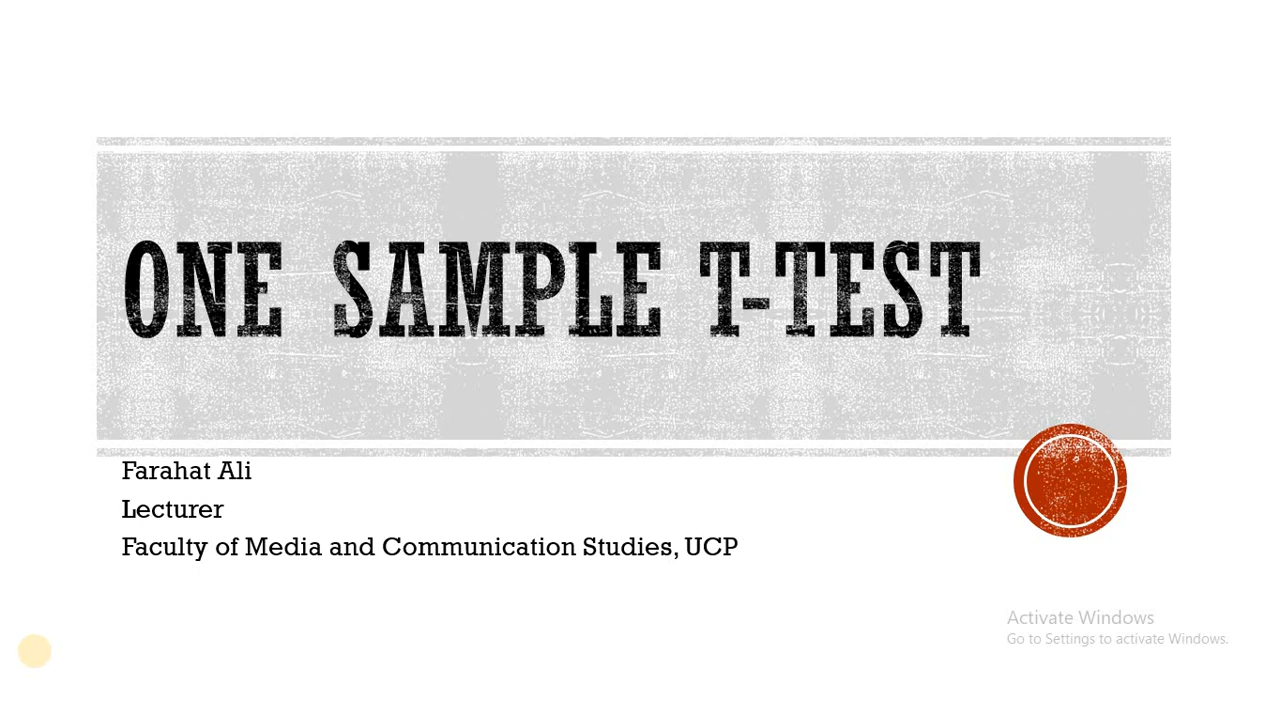 ONE SAMPLE T-TEST
Farahat Ali
Lecturer
Faculty of Media and Communication Studies, UCP
Activate Windows
Go to Settings to activate Windows.